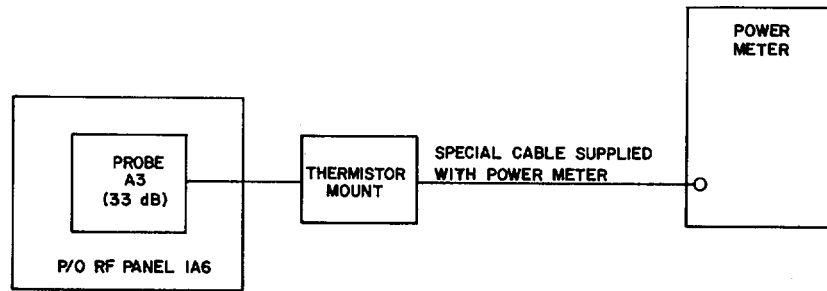 POWER
METER
PROBE
A3
(33 dB)
THERMISTOR
MOUNT
SPECIAL CABLE SUPPLIED
WITH POWER METER
P/O RF PANEL IA6